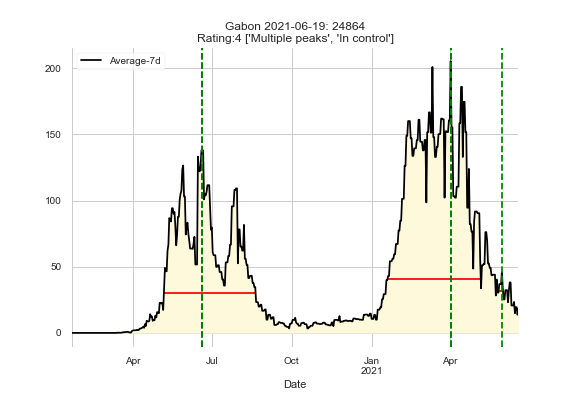 Gabon 2021-06-19: 24864
Rating:4 ['Multiple peaks', 'In control']
Average-7d
200
150
100
50
0
Apr Jul Oct Jan Apr
2021
Date